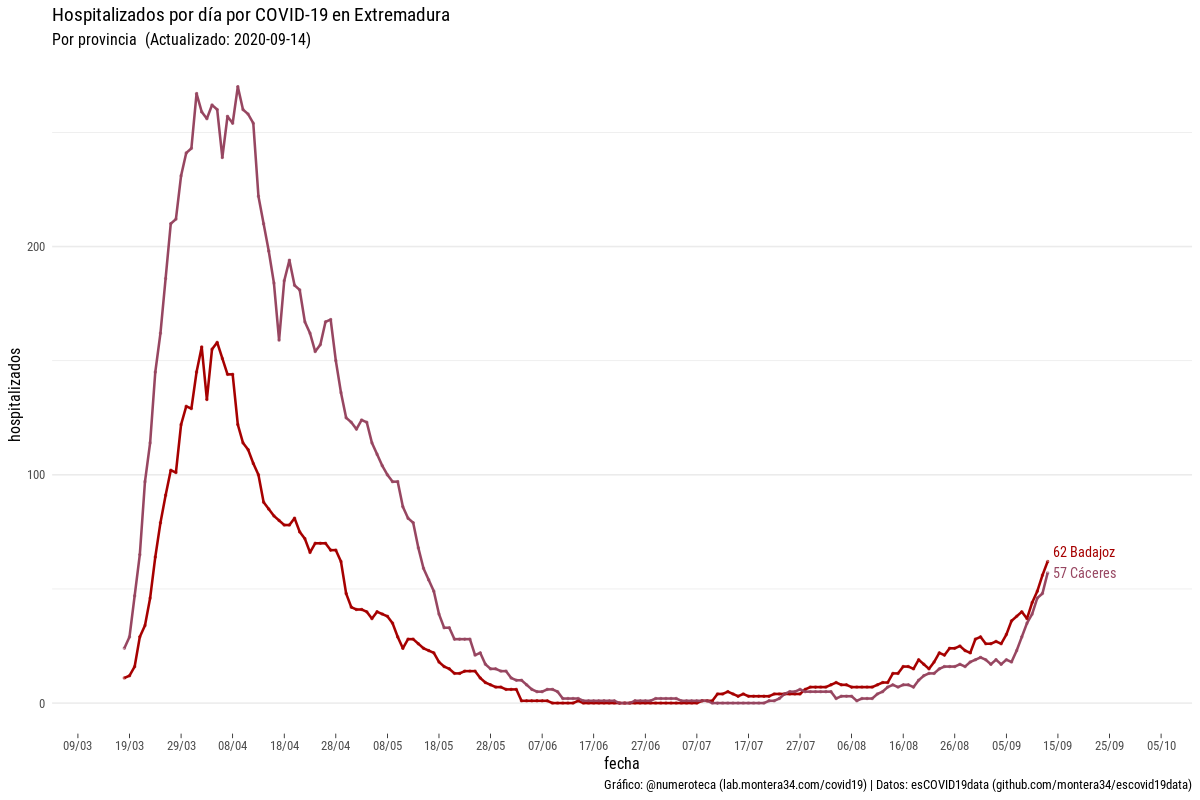 Hospitalizados por día por COVID-19 en Extremadura
Por provincia (Actualizado: 2020-09-14)
hospitalizados
200
100
0
62 Badajoz
57 Cáceres
09/03 19/03 29/03 08/04 18/04 28/04 08/05 18/05 28/05 07/06 17/06 27/06 07/07 17/07 27/07 06/08 16/08 26/08 05/09 15/09 25/09 05/10
fecha
Gráfico: @numeroteca (lab.montera34.com/covid19) | Datos: esCOVID19data (github.com/montera34/escovid19data)